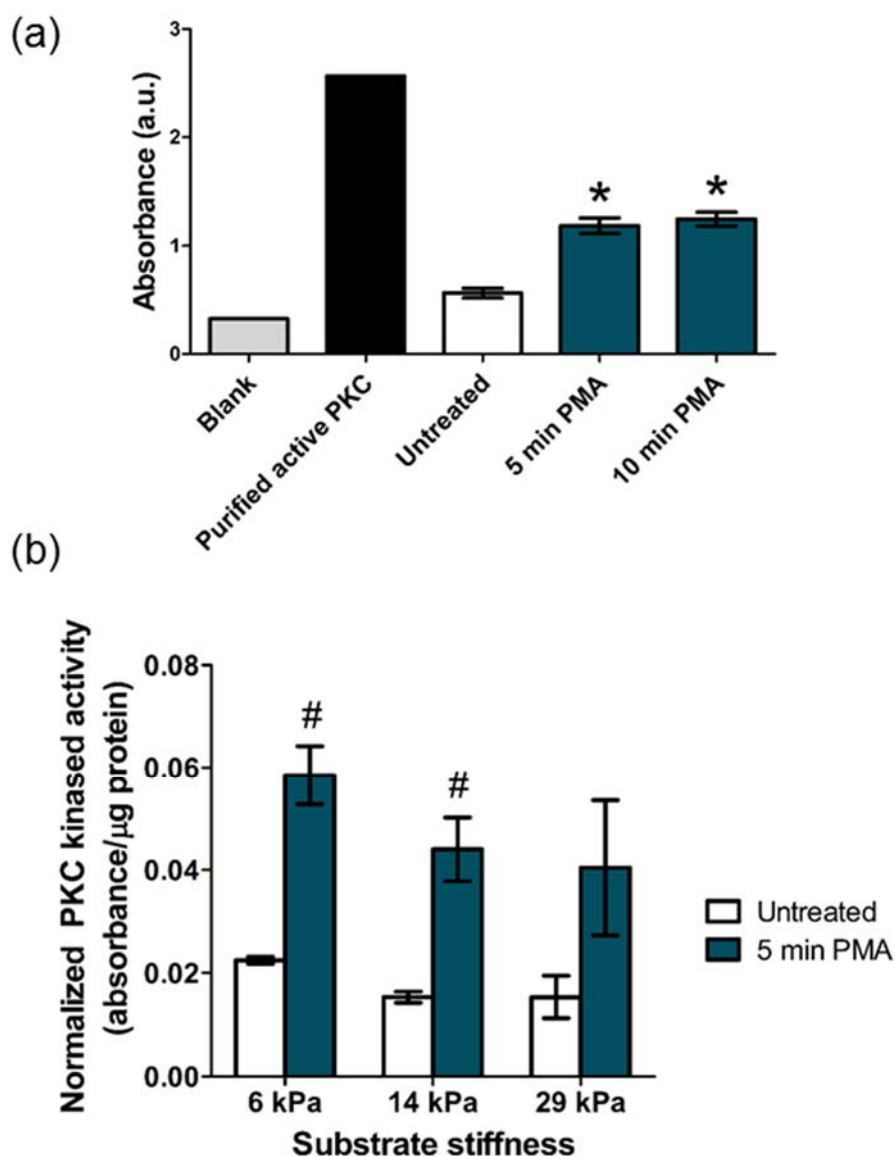 (a)
Absorbance (a.u.)
3
2
1
0
*
*
Blank
Purified active PKC
Untreated
5 min PMA
10 min PMA
(b)
Normalized PKC kinased activity
(absorbance/μg protein)
0.08
0.06
0.04
0.02
0.00
#
#
6 kPa
14 kPa
29 kPa
Substrate stiffness
Untreated
5 min PMA